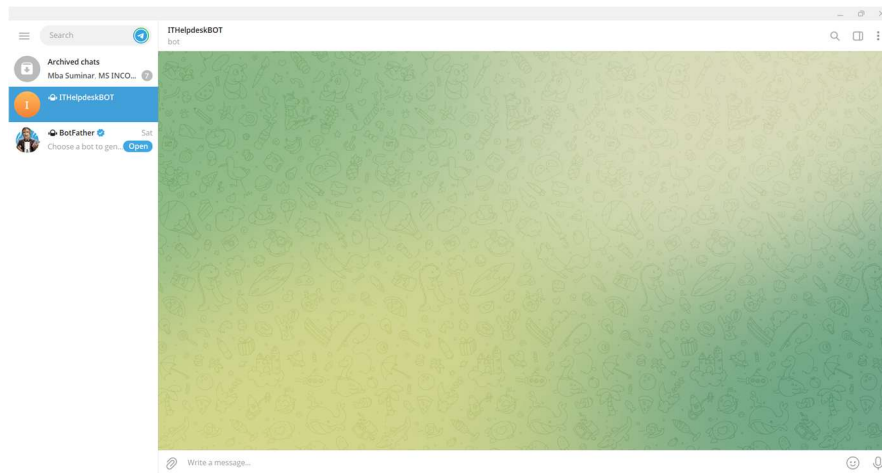 Search
Archived chats
Mba Suminar, MS INCO... 7
I
ITHelpdeskBOT
BotFather Sat
Choose a bot to gen... Open
ITHelpdeskBOT
bot
Write a message...